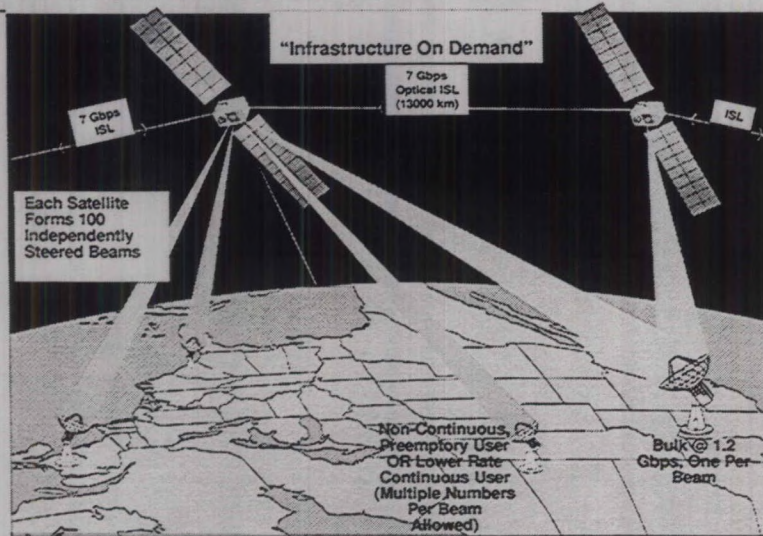 "Infrastructure On Demand"
7 Gbps
Optical ISL
(13000 km)
7 Gbps
ISL
ISL
Each Satellite
Forms 100
Independently
Steered Beams
Non-Continuous,
Preemptory User
OR Lower Rate
Continuous User
(Multiple Numbers
Per Beam
Allowed)
Bulk @ 1.2
Gbps, One Per
Beam